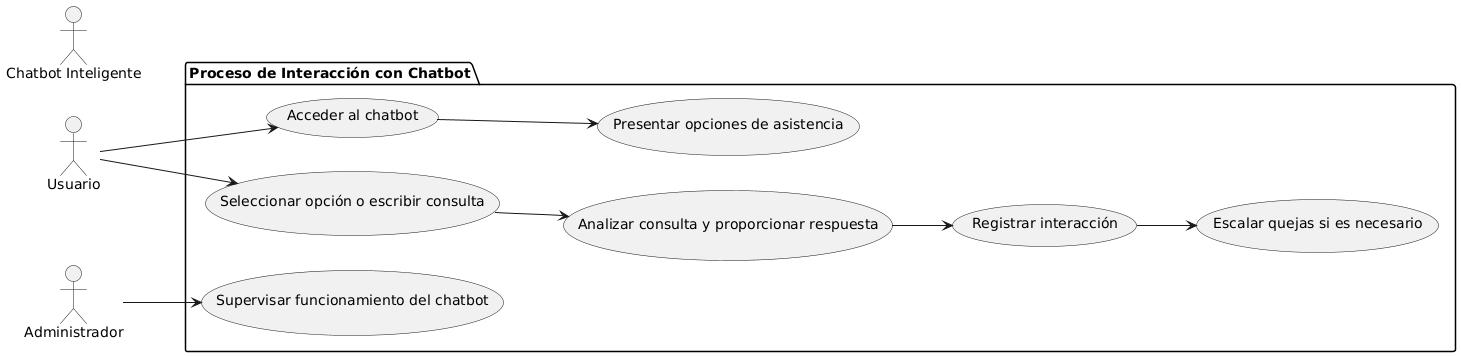 Chatbot Inteligente
Proceso de Interacción con Chatbot
Acceder al chatbot
Presentar opciones de asistencia
Usuario
Seleccionar opción o escribir consulta
Analizar consulta y proporcionar respuesta
Registrar interacción
Escalar quejas si es necesario
Supervisar funcionamiento del chatbot
Administrador